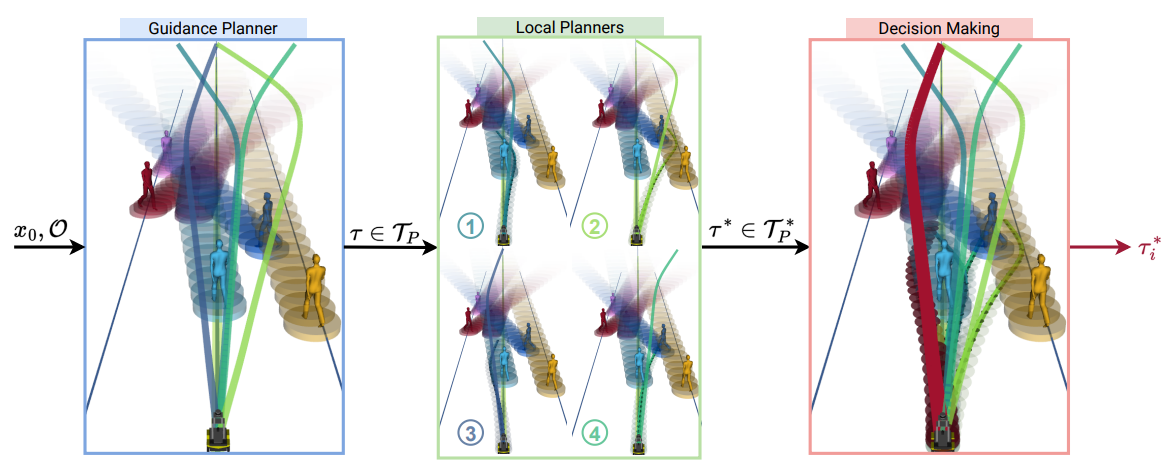 Guidance Planner
Local Planners
Decision Making
$x_0, \mathcal{O}$
$\tau \in \mathcal{T}_P$
① ②
③ ④
$\tau^* \in \mathcal{T}_P^*$
$\tau_i^*$